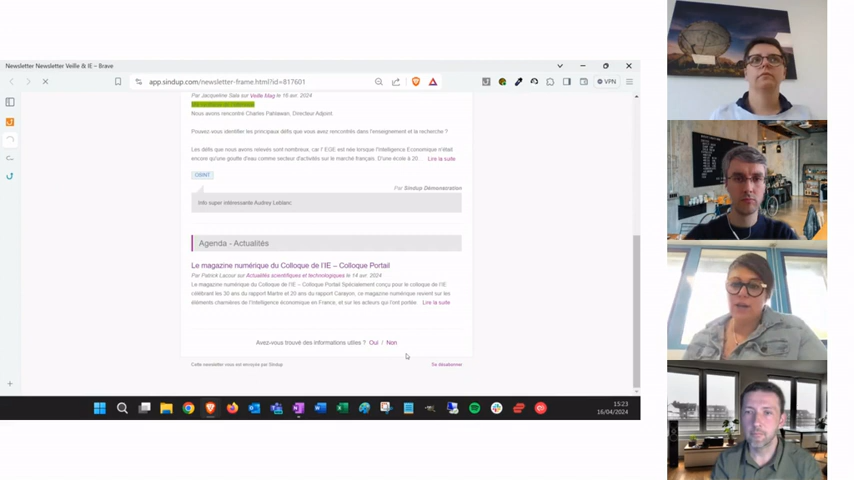 Newsletter Newsletter Veille & IE – Brave
app.sindup.com/newsletter-frame.html?id=817601
VPN
Par Jacqueline Sala sur Veille Mag le 16 avr. 2024
Nous avons rencontré Charles Pahlawan, Directeur Adjoint.
Pouvez-vous identifier les principaux défis que vous avez rencontrés dans l'enseignement et la recherche ?
Les défis que nous avons relevés sont nombreux, car l' EGE est née lorsque l'Intelligence Economique n'était
encore qu'une goutte d'eau comme secteur d'activités sur le marché français. D'une école à 20 Lire la suite
OSINT
Par Sindup Démonstration
Info super intéressante Audrey Leblanc
Agenda - Actualités
Le magazine numérique du Colloque de l'IE – Colloque Portail
Par Patrick Lacour sur Actualités scientifiques et technologiques le 14 avr. 2024
Le magazine numérique du Colloque de l'IE – Colloque Portail Spécialement conçu pour le colloque de l'IE
célébrant les 30 ans du rapport Martre et 20 ans du rapport Carayon, ce magazine numérique revient sur les
éléments charnières de l'intelligence économique en France, et sur les acteurs qui l'ont portée. Lire la suite
Avez-vous trouvé des informations utiles ? Oui / Non
Cette newsletter vous est envoyée par Sindup
Se désabonner
15:23
16/04/2024